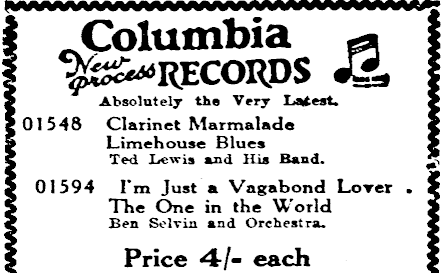 Columbia
New process RECORDS
Absolutely the Very Latest.
01548 Clarinet Marmalade
Limehouse Blues
Ted Lewis and His Band.
01594 I'm Just a Vagabond Lover .
The One in the World
Ben Selvin and Orchestra.
Price 4/- each